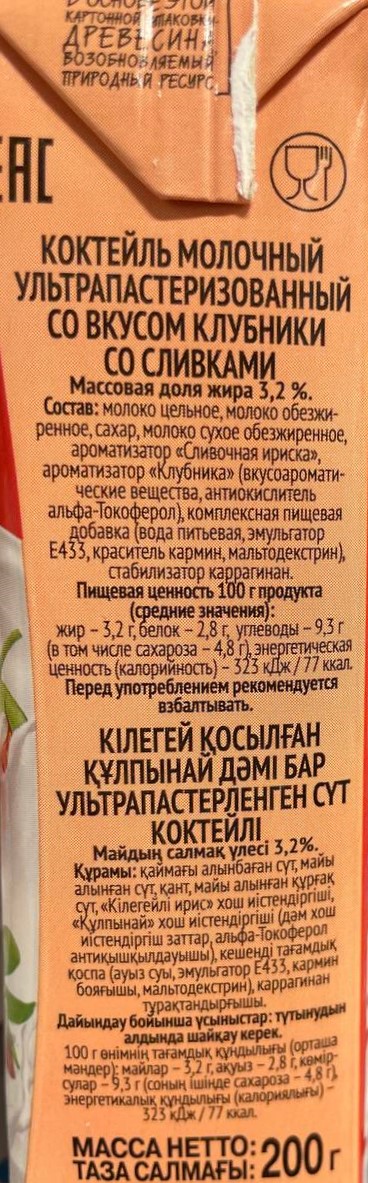 В ОСНОВЕ ЭТОЙ
КАРТОННОЙ УПАКОВКИ
ДРЕВЕСИНА
ВОЗОБНОВЛЯЕМЫЙ
ПРИРОДНЫЙ РЕСУРС
EAC
КОКТЕЙЛЬ МОЛОЧНЫЙ
УЛЬТРАПАСТЕРИЗОВАННЫЙ
СО ВКУСОМ КЛУБНИКИ
СО СЛИВКАМИ
Массовая доля жира 3,2 %.
Состав: молоко цельное, молоко обезжи-
ренное, сахар, молоко сухое обезжиренное,
ароматизатор «Сливочная ириска»,
ароматизатор «Клубника» (вкусоаромати-
ческие вещества, антиокислитель
альфа-Токоферол), комплексная пищевая
добавка (вода питьевая, эмульгатор
Е433, краситель кармин, мальтодекстрин),
стабилизатор каррагинан.
Пищевая ценность 100 г продукта
(средние значения):
жир – 3,2 г, белок – 2,8 г, углеводы – 9,3 г
(в том числе сахароза – 4,8 г), энергетическая
ценность (калорийность) – 323 кДж / 77 ккал.
Перед употреблением рекомендуется
взбалтывать.
КІЛЕГЕЙ ҚОСЫЛҒАН
ҚҰЛПЫНАЙ ДӘМІ БАР
УЛЬТРАПАСТЕРЛЕНГЕН СҮТ
КОКТЕЙЛІ
Майдың салмақ үлесі 3,2%.
Құрамы: қаймағы алынбаған сүт, майы
алынған сүт, қант, майы алынған құрғақ
сүт, «Кілегейлі ирис» хош иістендіргіші,
«Құлпынай» хош иістендіргіші (дәм хош
иістендіргіш заттар, альфа-Токоферол
антиқышқылдауышы), кешенді тағамдық
қоспа (ауыз суы, эмульгатор Е433, кармин
бояғышы, мальтодекстрин), каррагинан
тұрақтандырғышы.
Дайындау бойынша ұсыныстар: тұтынудын
алдында шайқау керек.
100 г өнімнің тағамдық құндылығы (орташа
мәндер): майлар – 3,2 г, ақуыз – 2,8 г, көмір-
сулар – 9,3 г (соның ішінде сахароза – 4,8 г),
энергетикалық құндылығы (калориялығы) –
323 кДж / 77 ккал.
МАССА НЕТТО: 200 г
ТАЗА САЛМАҒЫ: